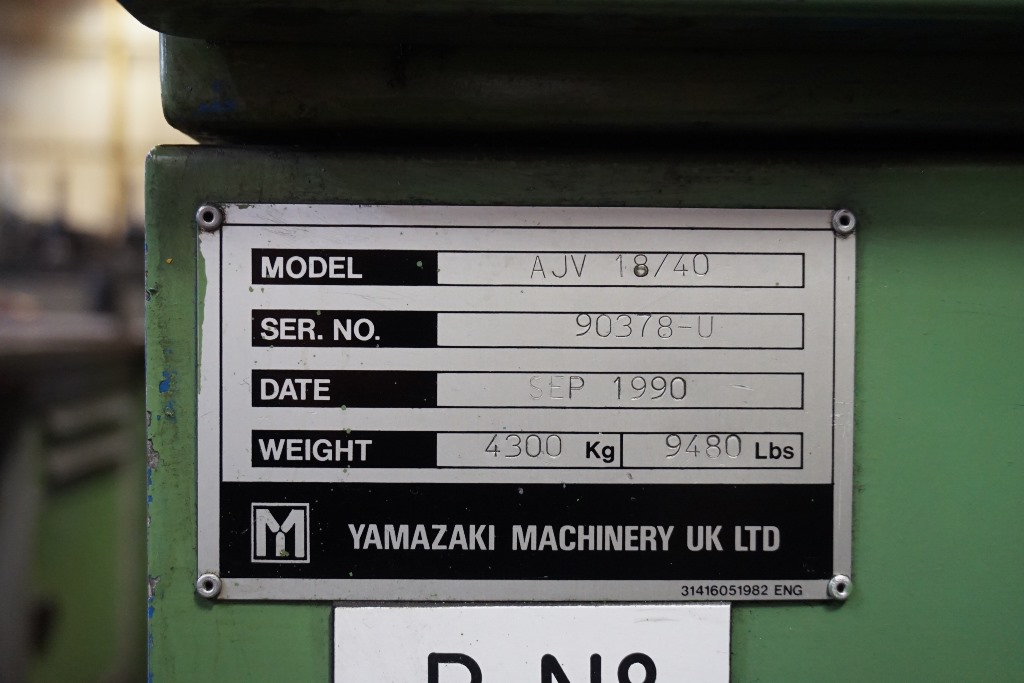 MODEL AJV 18/40
SER. NO. 90378-U
DATE SEP 1990
WEIGHT 4300 Kg 9480 Lbs
M YAMAZAKI MACHINERY UK LTD
31416051982 ENG
P Nº